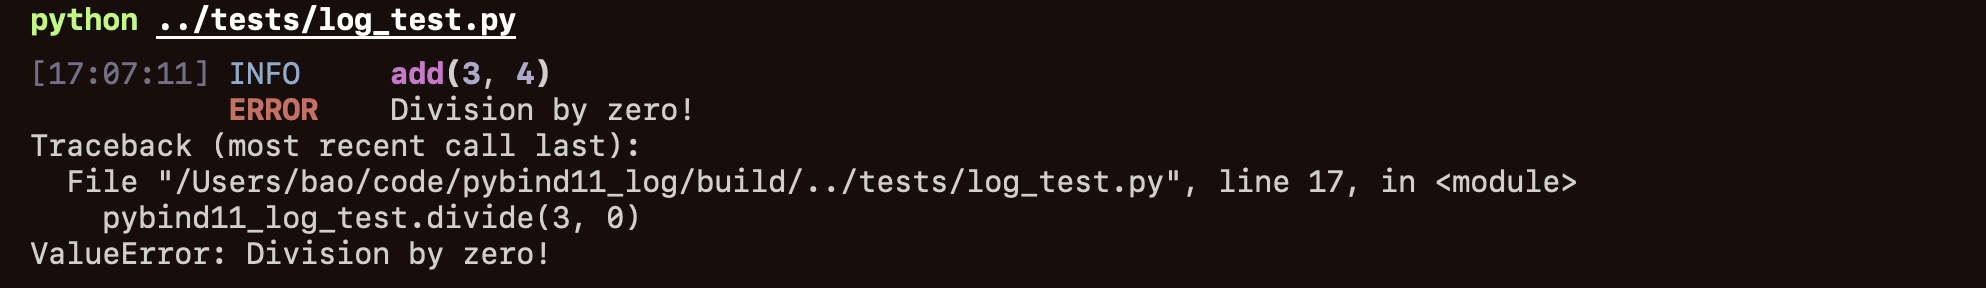 python ../tests/log_test.py
[17:07:11] INFO     add(3, 4)
           ERROR    Division by zero!
Traceback (most recent call last):
  File "/Users/bao/code/pybind11_log/build/../tests/log_test.py", line 17, in <module>
    pybind11_log_test.divide(3, 0)
ValueError: Division by zero!